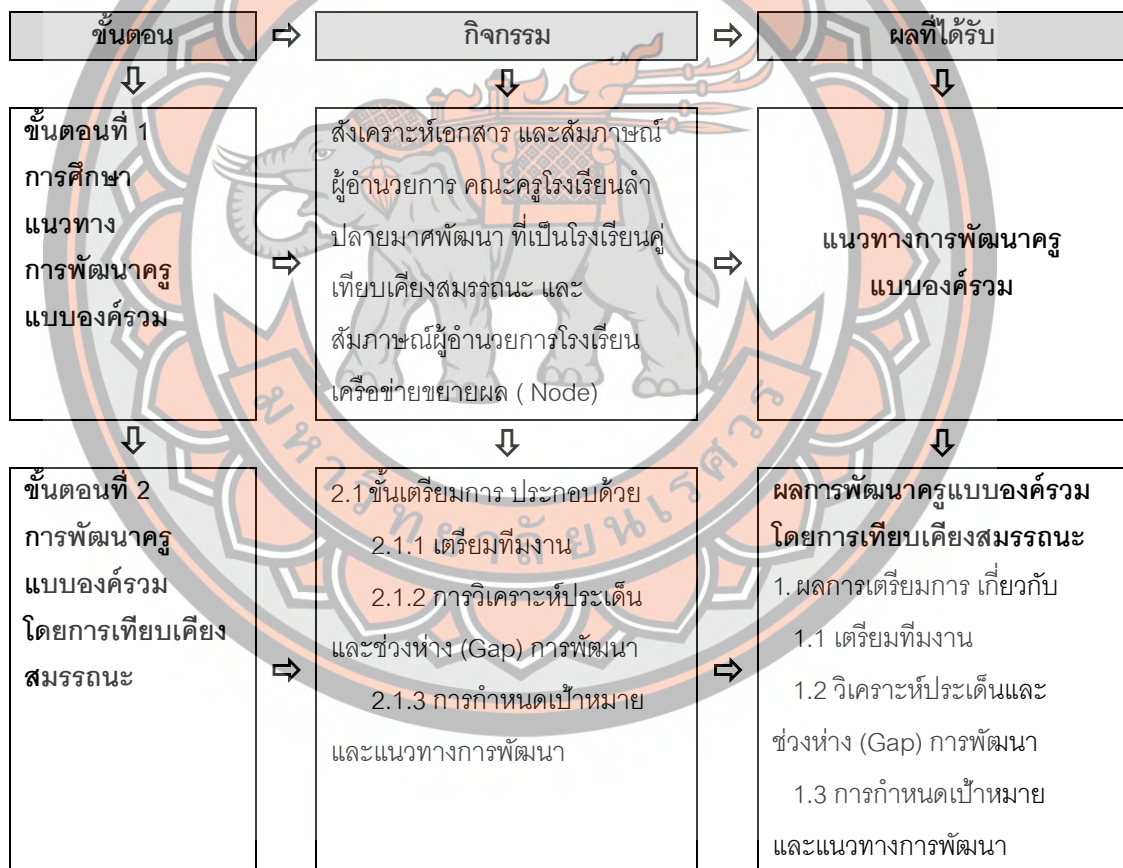 ขั้นตอน ⇨ กิจกรรม ⇨ ผลที่ได้รับ
ขั้นตอนที่ 1
การศึกษา
แนวทาง
การพัฒนาครู
แบบองค์รวม
สังเคราะห์เอกสาร และสัมภาษณ์
ผู้อำนวยการ คณะครูโรงเรียนลำ
ปลายมาศพัฒนา ที่เป็นโรงเรียนคู่
เทียบเคียงสมรรถนะ และ
สัมภาษณ์ผู้อำนวยการโรงเรียน
เครือข่ายขยายผล ( Node)
แนวทางการพัฒนาครู
แบบองค์รวม
ขั้นตอนที่ 2
การพัฒนาครู
แบบองค์รวม
โดยการเทียบเคียง
สมรรถนะ
2.1 ขั้นเตรียมการ ประกอบด้วย
2.1.1 เตรียมทีมงาน
2.1.2 การวิเคราะห์ประเด็น
และช่วงห่าง (Gap) การพัฒนา
2.1.3 การกำหนดเป้าหมาย
และแนวทางการพัฒนา
ผลการพัฒนาครูแบบองค์รวม
โดยการเทียบเคียงสมรรถนะ
1. ผลการเตรียมการ เกี่ยวกับ
1.1 เตรียมทีมงาน
1.2 วิเคราะห์ประเด็นและ
ช่วงห่าง (Gap) การพัฒนา
1.3 การกำหนดเป้าหมาย
และแนวทางการพัฒนา
มหาวิทยาลัยนเรศวร